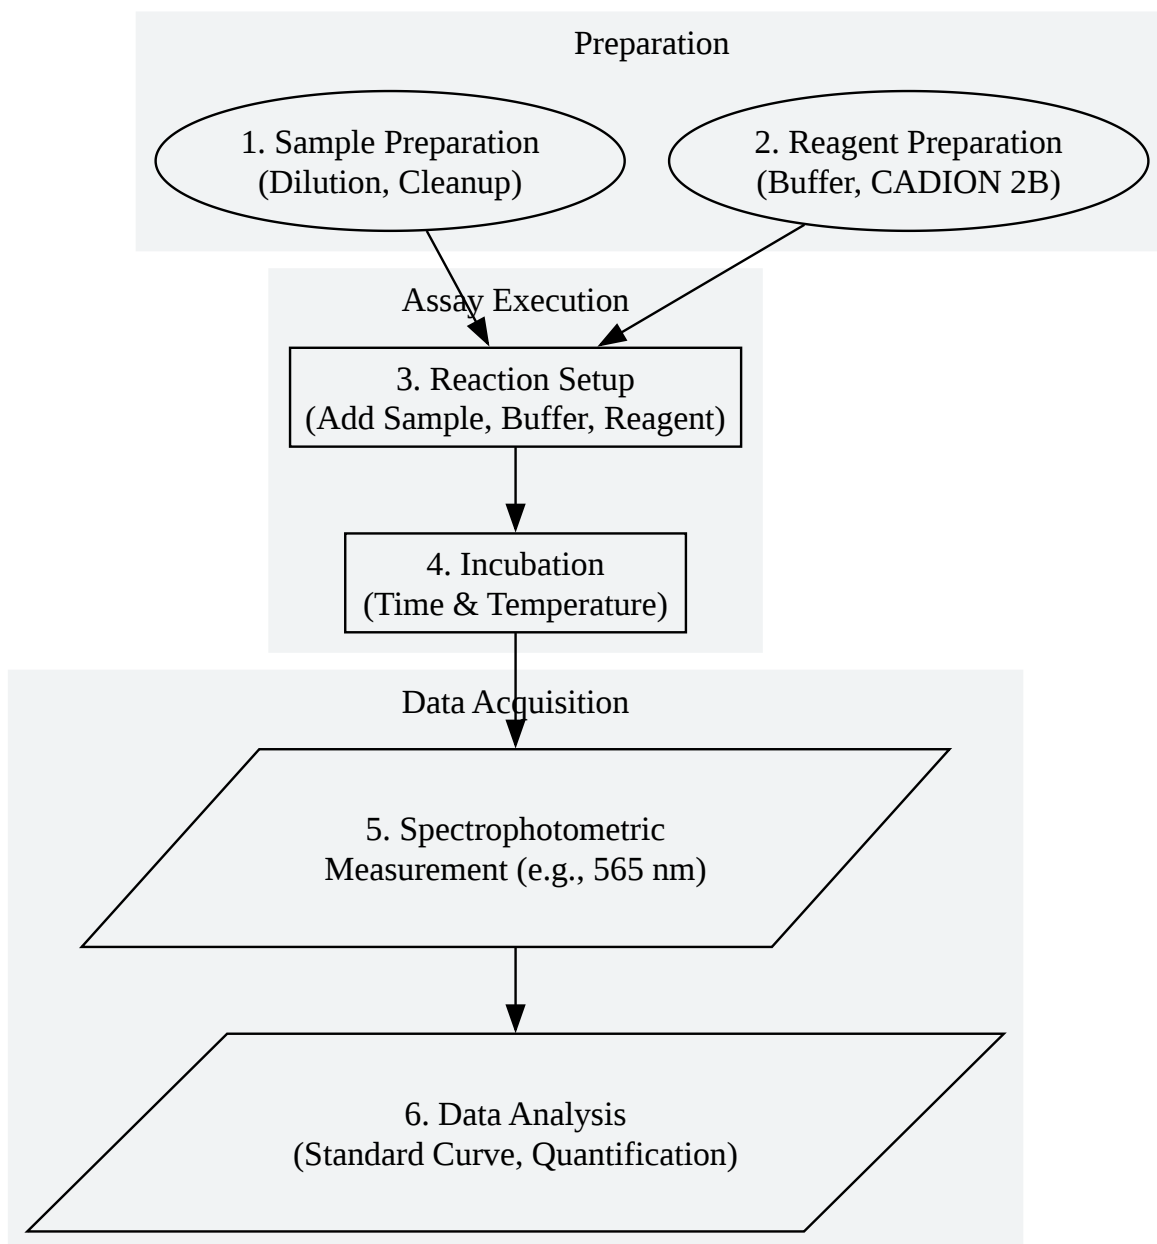 Preparation
1. Sample Preparation
(Dilution, Cleanup)
2. Reagent Preparation
(Buffer, CADION 2B)
Assay Execution
3. Reaction Setup
(Add Sample, Buffer, Reagent)
4. Incubation
(Time & Temperature)
Data Acquisition
5. Spectrophotometric
Measurement (e.g., 565 nm)
6. Data Analysis
(Standard Curve, Quantification)